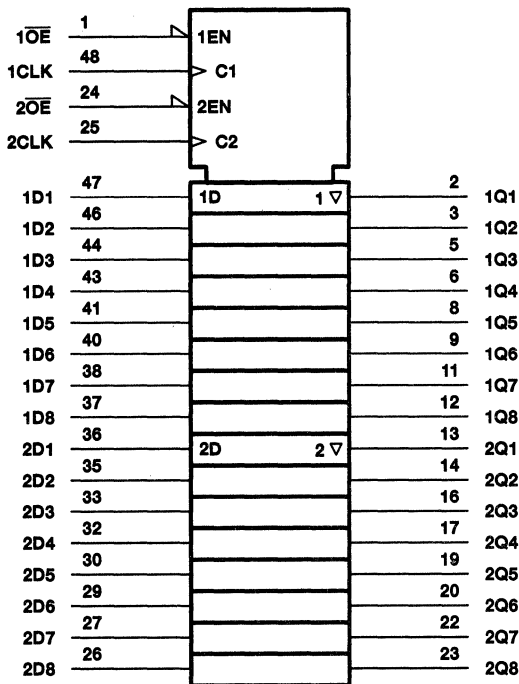 1O̅E̅ 1 1EN
1CLK 48 C1
2O̅E̅ 24 2EN
2CLK 25 C2
1D1 47 1D 1 ▽ 2 1Q1
1D2 46 3 1Q2
1D3 44 5 1Q3
1D4 43 6 1Q4
1D5 41 8 1Q5
1D6 40 9 1Q6
1D7 38 11 1Q7
1D8 37 12 1Q8
2D1 36 2D 2 ▽ 13 2Q1
2D2 35 14 2Q2
2D3 33 16 2Q3
2D4 32 17 2Q4
2D5 30 19 2Q5
2D6 29 20 2Q6
2D7 27 22 2Q7
2D8 26 23 2Q8